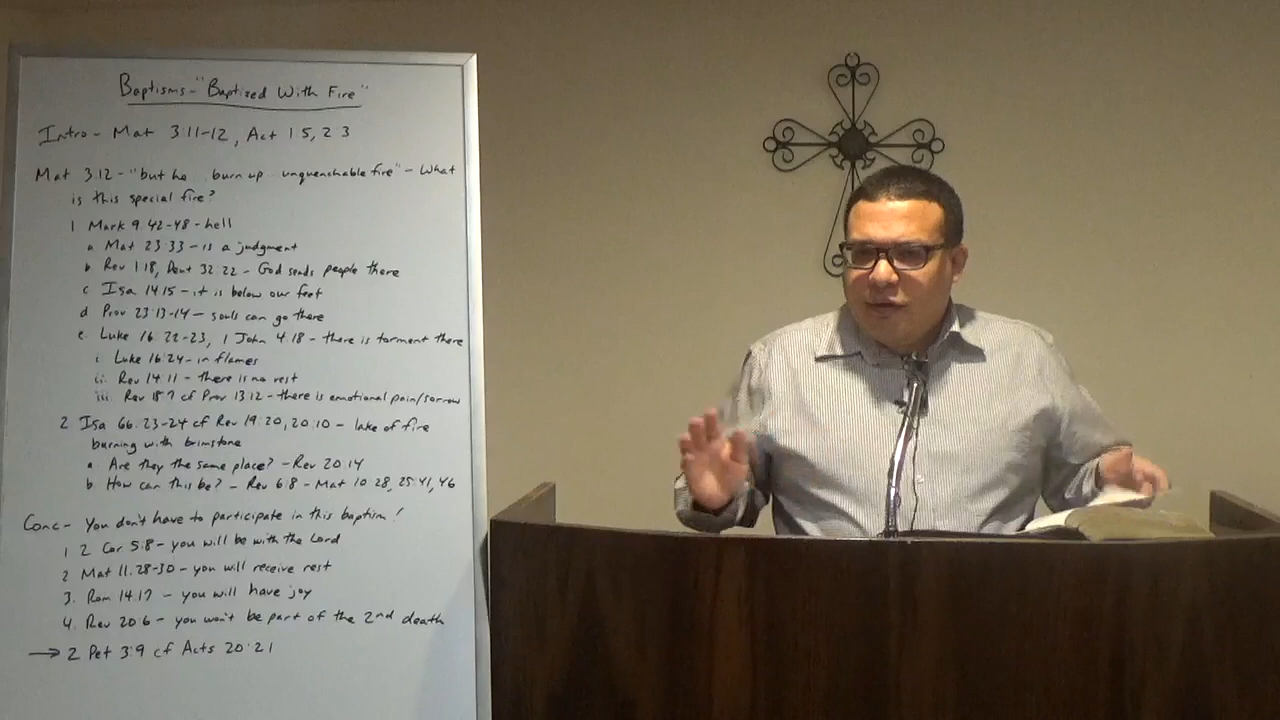 Baptisms - "Baptized With Fire"
Intro - Mat 3:11-12, Act 1:5, 2:3
Mat 3:12 - "but he.. burn up.. unquenchable fire" - What
is this special fire?
1 Mark 9:42-48 - hell
a Mat 23:33 - is a judgment
b Rev 1:18, Deut 32:22 - God sends people there
c Isa 14:15 - it is below our feet
d Prov 23:13-14 - souls can go there
e. Luke 16:22-23, 1 John 4:18 - there is torment there
i. Luke 16:24 - in flames
ii. Rev 14:11 - there is no rest
iii. Rev 18:7 cf Prov 13:12 - there is emotional pain/sorrow
2 Isa 66:23-24 cf Rev 19:20, 20:10 - lake of fire
burning with brimstone
a Are they the same place? - Rev 20:14
b How can this be? - Rev 6:8 - Mat 10:28, 25:41, 46
Conc - You don't have to participate in this baptism!
1 2 Cor 5:8 - you will be with the Lord
2 Mat 11:28-30 - you will receive rest
3. Rom 14:17 - you will have joy
4. Rev 20:6 - you won't be part of the 2nd death
→ 2 Pet 3:9 cf Acts 20:21